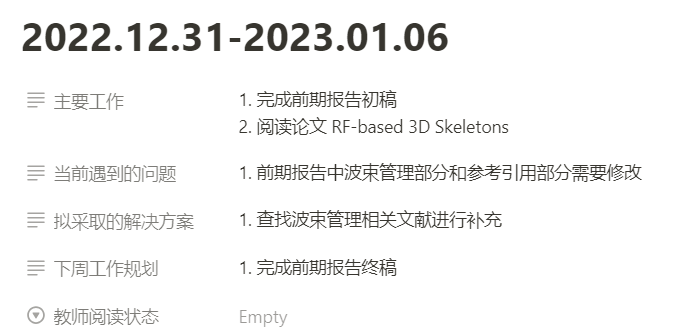 2022.12.31-2023.01.06
主要工作
1. 完成前期报告初稿
2. 阅读论文 RF-based 3D Skeletons
当前遇到的问题
1. 前期报告中波束管理部分和参考引用部分需要修改
拟采取的解决方案
1. 查找波束管理相关文献进行补充
下周工作规划
1. 完成前期报告终稿
教师阅读状态
Empty